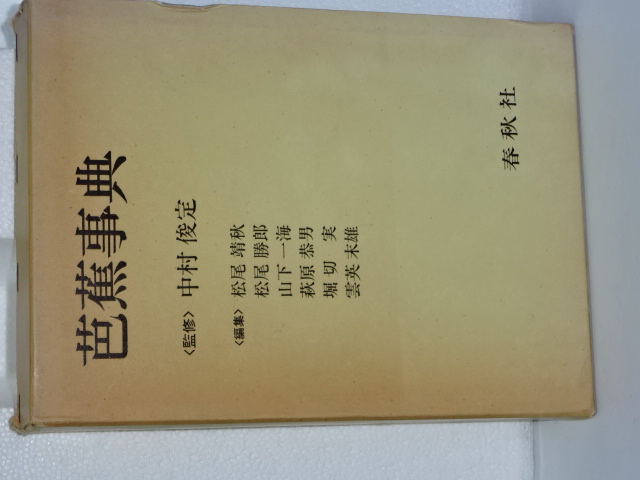 芭蕉事典
〈監修〉中村俊定
〈編集〉松尾靖秋
松尾勝郎
山下一海
萩原恭男
堀切実
雲英末雄
春秋社